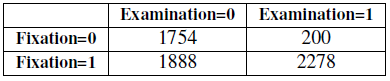 Examination=0 Examination=1
Fixation=0 1754 200
Fixation=1 1888 2278